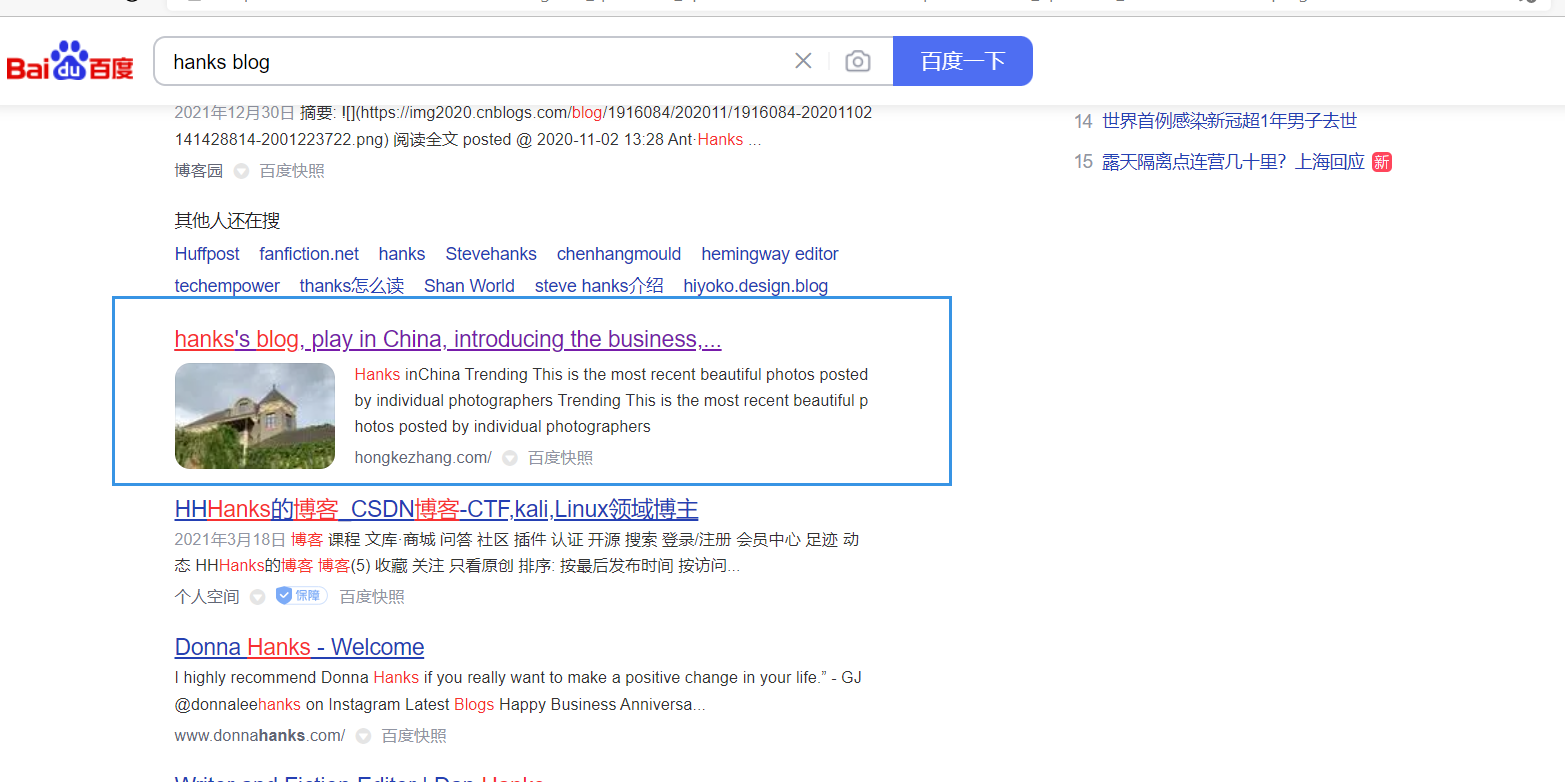 Bai du 百度
hanks blog
百度一下
2021年12月30日 摘要: ![](https://img2020.cnblogs.com/blog/1916084/202011/1916084-20201102
141428814-2001223722.png) 阅读全文 posted @ 2020-11-02 13:28 Ant·Hanks ...
博客园 百度快照
其他人还在搜
Huffpost fanfiction.net hanks Stevehanks chenhangmould hemingway editor
techempower thanks怎么读 Shan World steve hanks介绍 hiyoko.design.blog
hanks's blog, play in China, introducing the business,...
Hanks inChina Trending This is the most recent beautiful photos posted
by individual photographers Trending This is the most recent beautiful p
hotos posted by individual photographers
hongkezhang.com/ 百度快照
HHHanks的博客_CSDN博客-CTF,kali,Linux领域博主
2021年3月18日 博客 课程 文库·商城 问答 社区 插件 认证 开源 搜索 登录/注册 会员中心 足迹 动
态 HHHanks的博客 博客(5) 收藏 关注 只看原创 排序: 按最后发布时间 按访问...
个人空间 保障 百度快照
Donna Hanks - Welcome
I highly recommend Donna Hanks if you really want to make a positive change in your life.” - GJ
@donnaleehanks on Instagram Latest Blogs Happy Business Anniversa...
www.donnahanks.com/ 百度快照
Writer and Fiction Editor | Dan Hanks
14 世界首例感染新冠超1年男子去世
15 露天隔离点连营几十里？上海回应 新